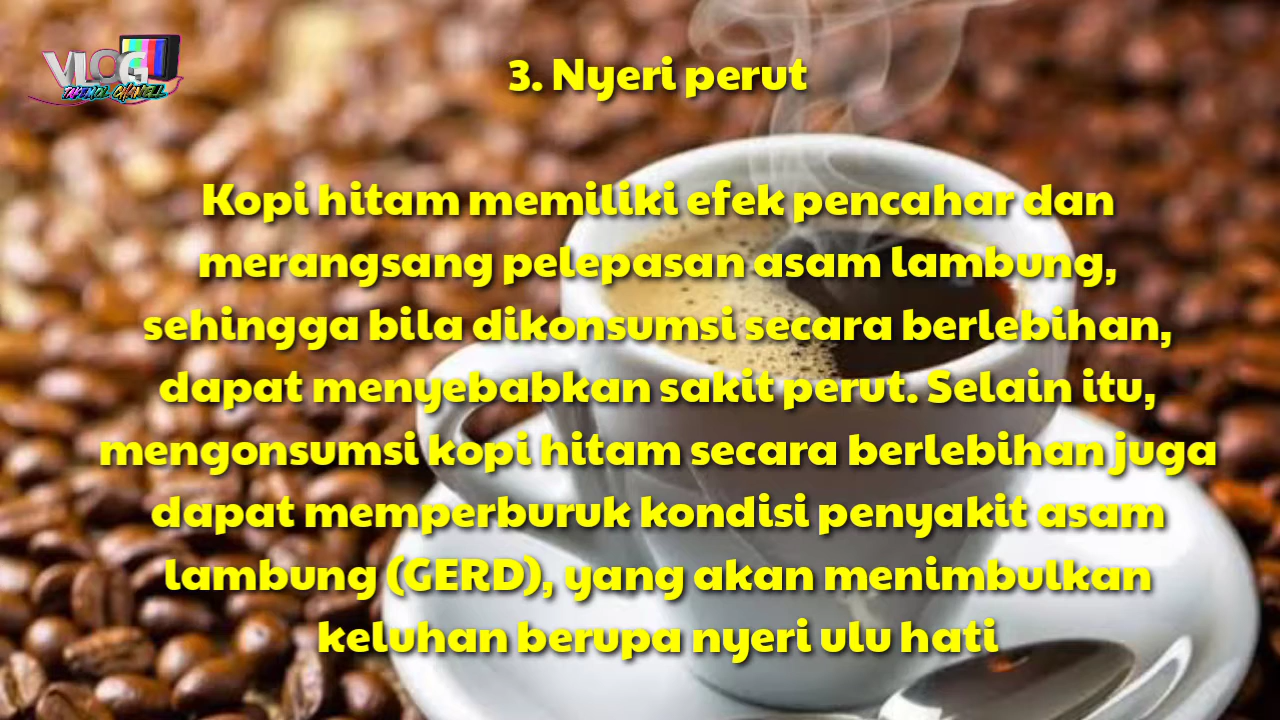 VLOG
3. Nyeri perut
Kopi hitam memiliki efek pencahar dan
merangsang pelepasan asam lambung,
sehingga bila dikonsumsi secara berlebihan,
dapat menyebabkan sakit perut. Selain itu,
mengonsumsi kopi hitam secara berlebihan juga
dapat memperburuk kondisi penyakit asam
lambung (GERD), yang akan menimbulkan
keluhan berupa nyeri ulu hati